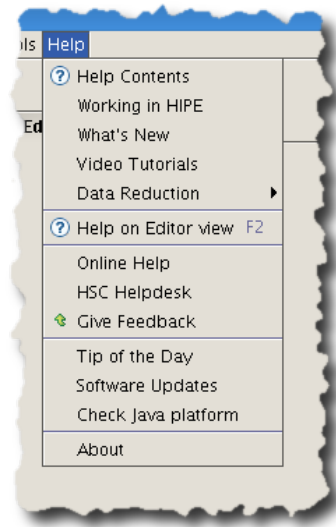 ols Help
Help Contents
Working in HIPE
Ed
What's New
Video Tutorials
Data Reduction
Help on Editor view F2
Online Help
HSC Helpdesk
Give Feedback
Tip of the Day
Software Updates
Check Java platform
About